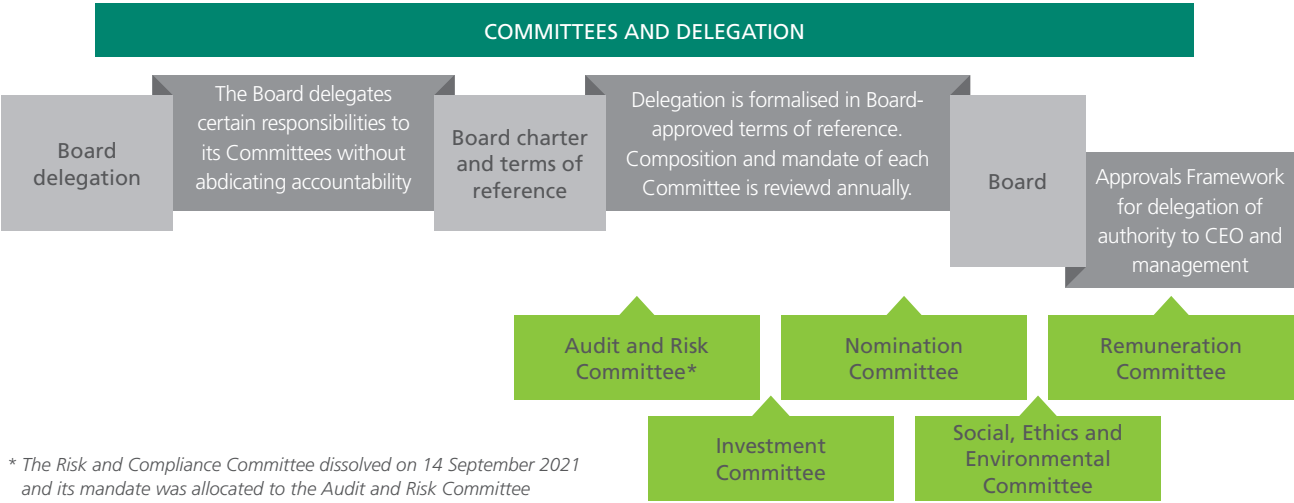 COMMITTEES AND DELEGATION
Board
delegation
The Board delegates
certain responsibilities to
its Committees without
abdicating accountability
Board charter
and terms of
reference
Delegation is formalised in Board-
approved terms of reference.
Composition and mandate of each
Committee is reviewd annually.
Board
Approvals Framework
for delegation of
authority to CEO and
management
Audit and Risk
Committee*
Nomination
Committee
Remuneration
Committee
Investment
Committee
Social, Ethics and
Environmental
Committee
* The Risk and Compliance Committee dissolved on 14 September 2021
and its mandate was allocated to the Audit and Risk Committee